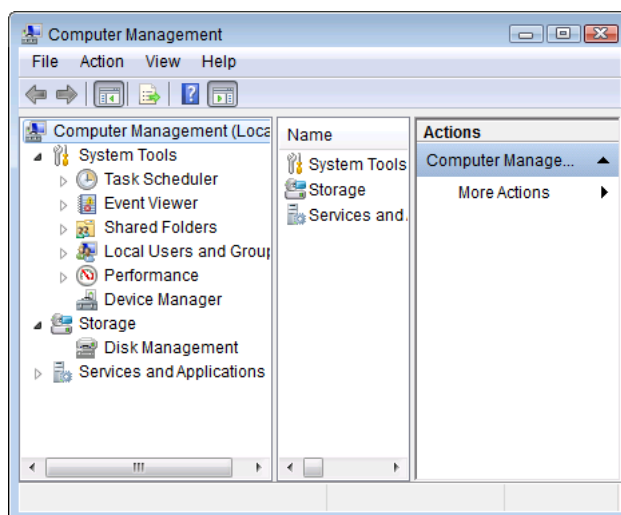 Computer Management
File Action View Help
Computer Management (Loca
System Tools
Task Scheduler
Event Viewer
Shared Folders
Local Users and Group
Performance
Device Manager
Storage
Disk Management
Services and Applications
Name
System Tools
Storage
Services and.
Actions
Computer Manage...
More Actions